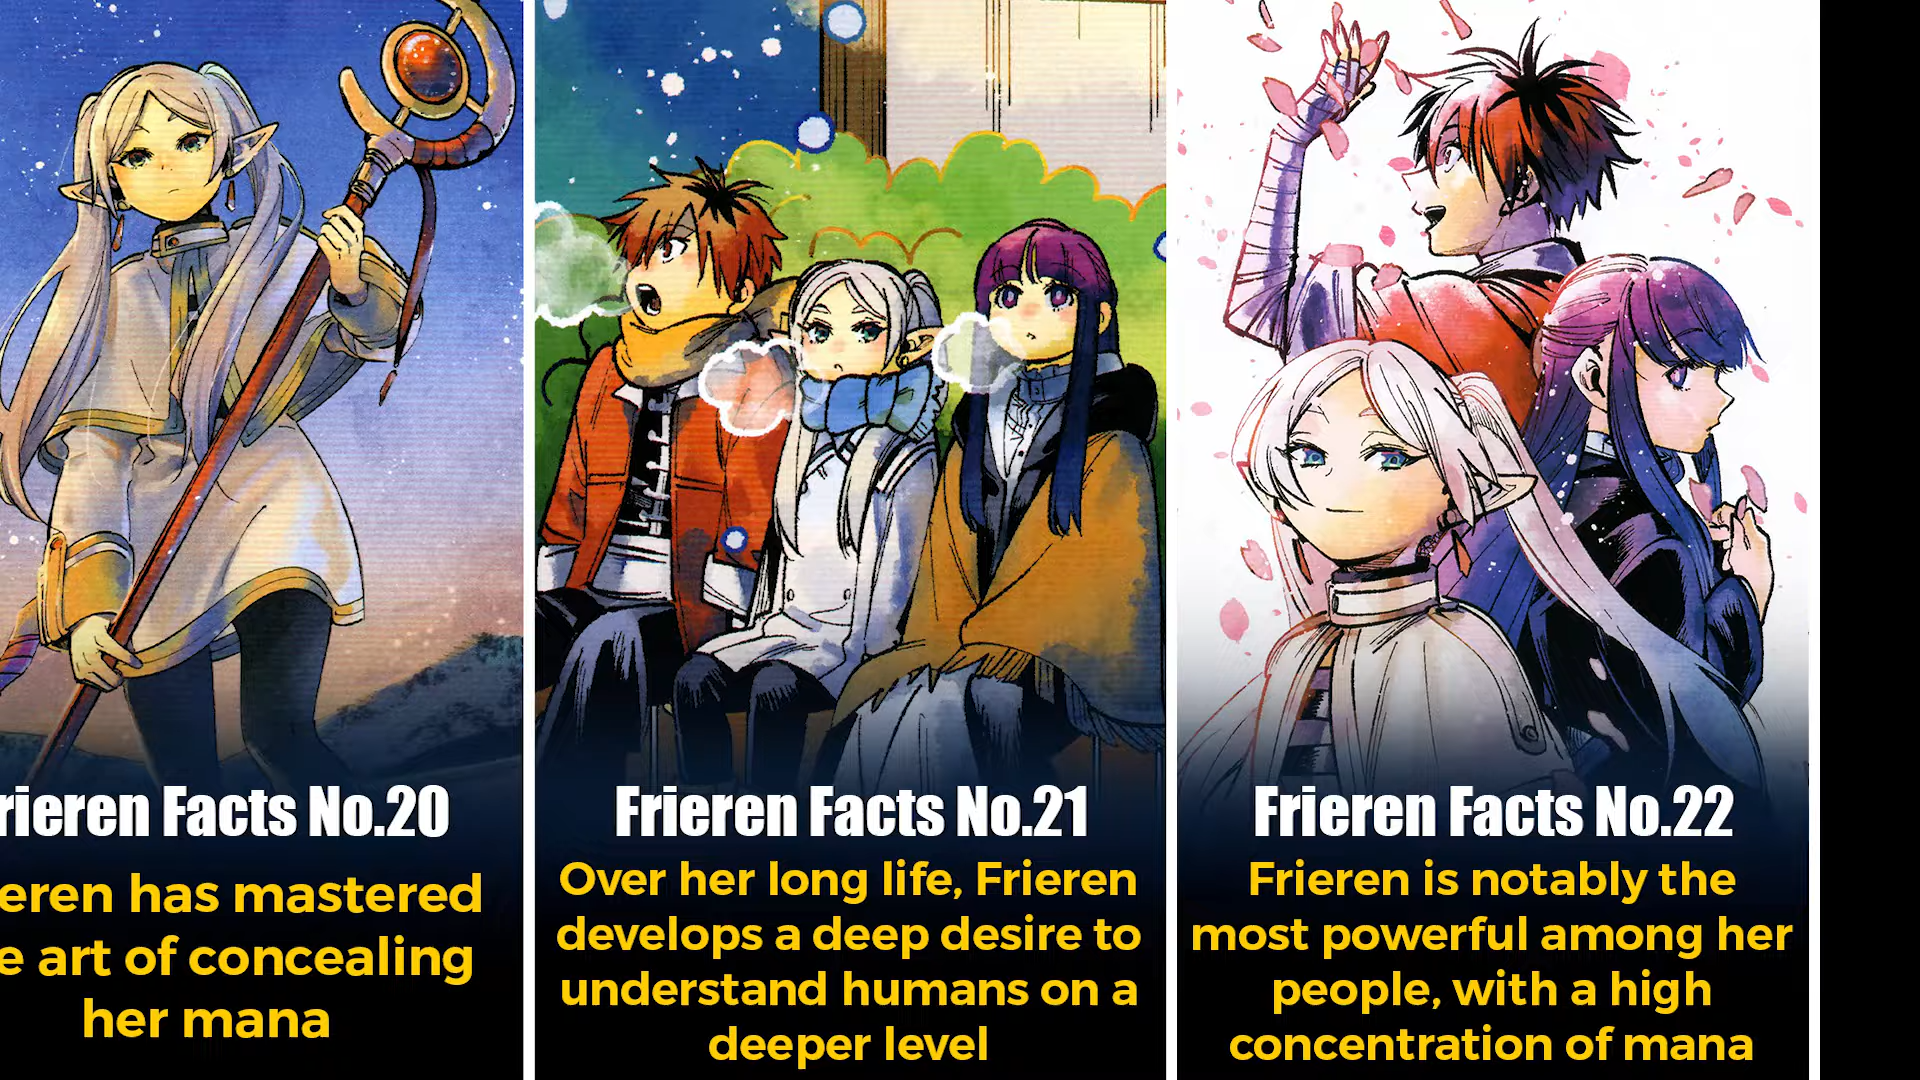 rieren Facts No.20
eren has mastered
e art of concealing
her mana
Frieren Facts No.21
Over her long life, Frieren
develops a deep desire to
understand humans on a
deeper level
Frieren Facts No.22
Frieren is notably the
most powerful among her
people, with a high
concentration of mana